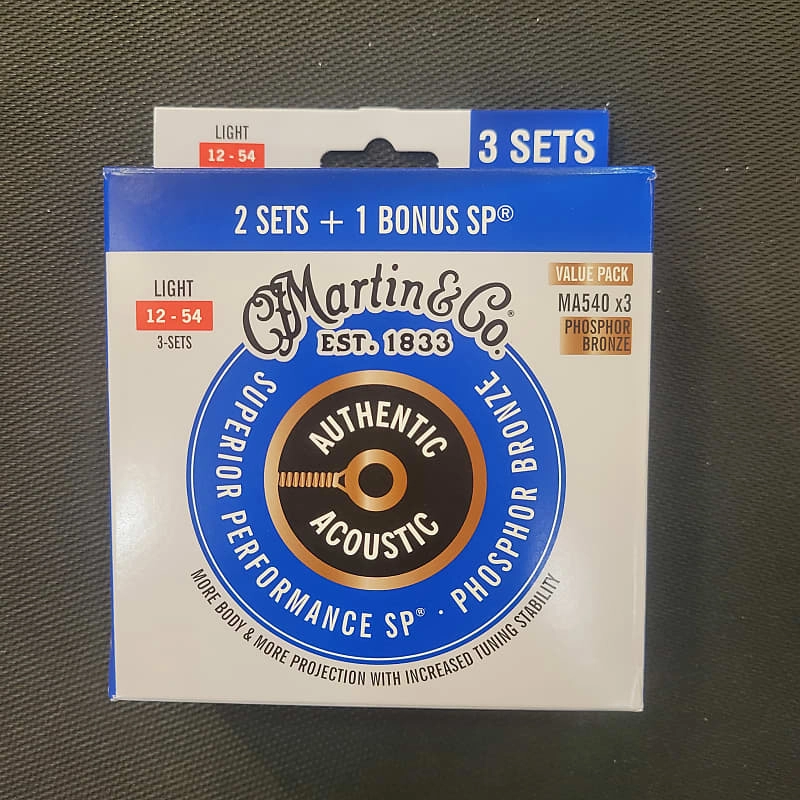 LIGHT
12 - 54
3 SETS
2 SETS + 1 BONUS SP®
LIGHT
12 - 54
3-SETS
C.F. Martin & Co.®
EST. 1833
VALUE PACK
MA540 x3
PHOSPHOR
BRONZE
AUTHENTIC
ACOUSTIC
SUPERIOR PERFORMANCE SP® · PHOSPHOR BRONZE
MORE BODY & MORE PROJECTION WITH INCREASED TUNING STABILITY